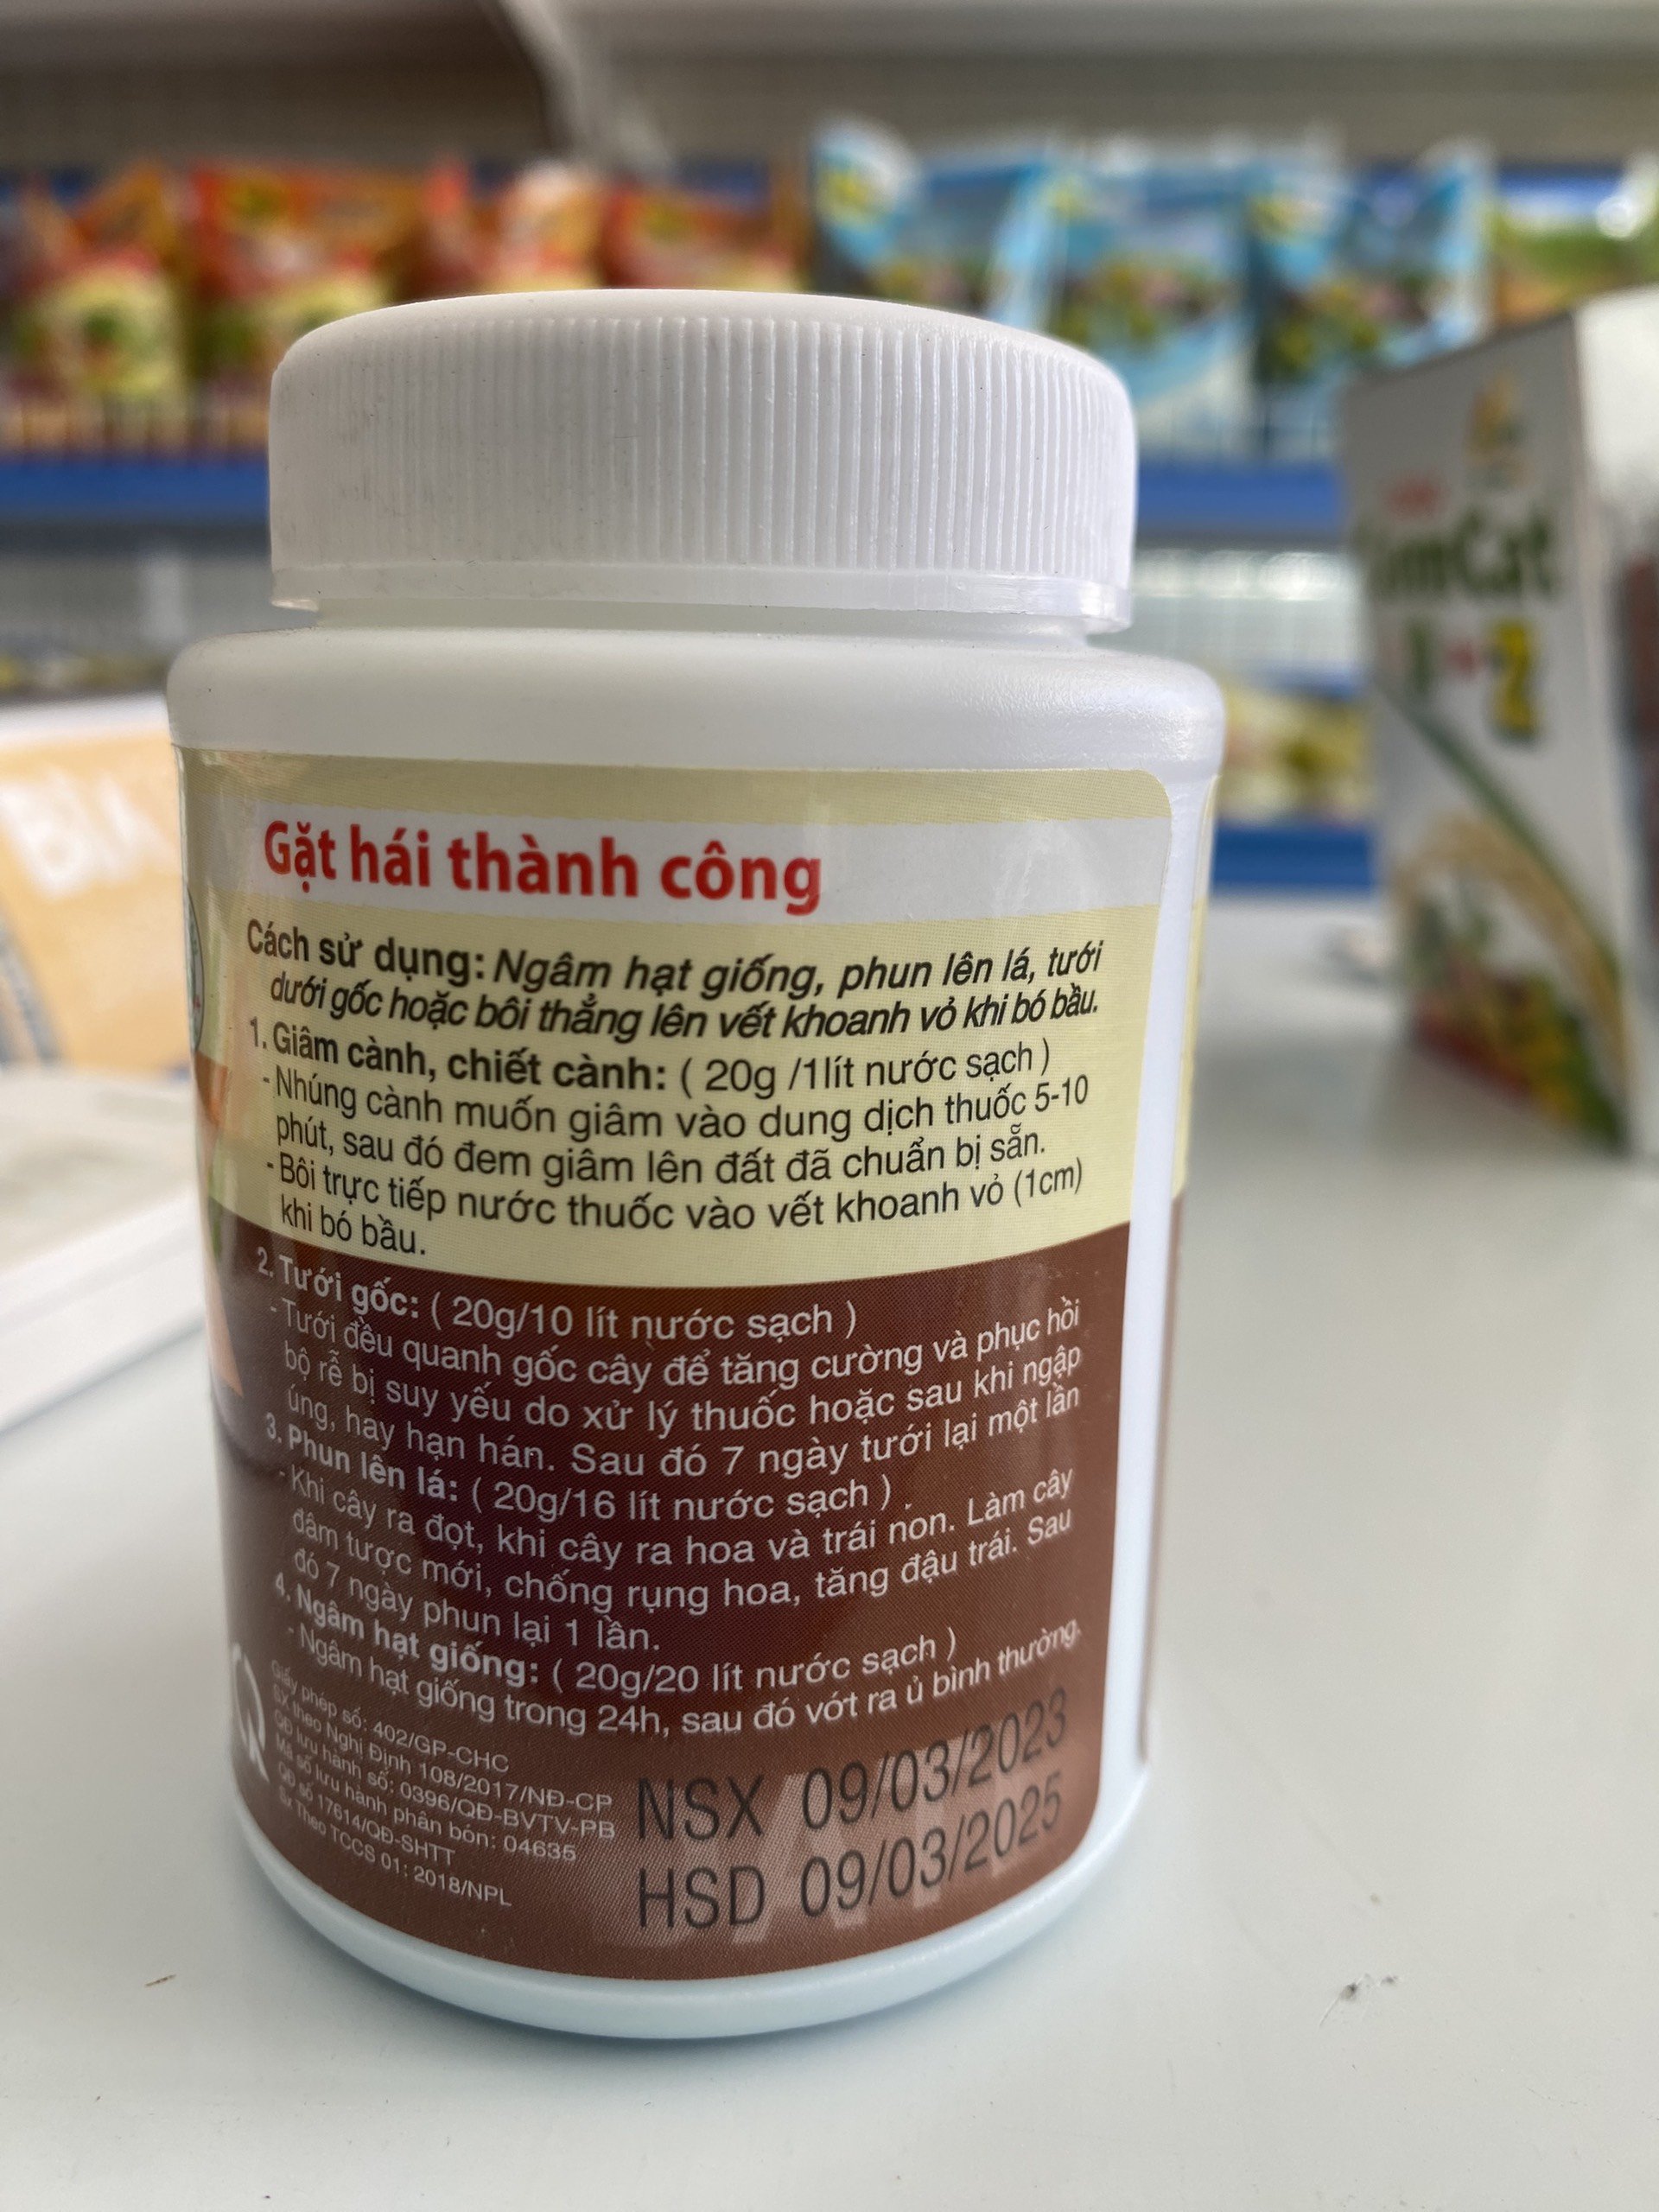 Gặt hái thành công
Cách sử dụng: Ngâm hạt giống, phun lên lá, tưới
dưới gốc hoặc bôi thẳng lên vết khoanh vỏ khi bó bầu.
1. Giâm cành, chiết cành: ( 20g /1lít nước sạch )
- Nhúng cành muốn giâm vào dung dịch thuốc 5-10
phút, sau đó đem giâm lên đất đã chuẩn bị sẵn.
- Bôi trực tiếp nước thuốc vào vết khoanh vỏ (1cm)
khi bó bầu.
2. Tưới gốc: ( 20g/10 lít nước sạch )
- Tưới đều quanh gốc cây để tăng cường và phục hồi
bộ rễ bị suy yếu do xử lý thuốc hoặc sau khi ngập
úng, hay hạn hán. Sau đó 7 ngày tưới lại một lần
3. Phun lên lá: ( 20g/16 lít nước sạch ) .
- Khi cây ra đọt, khi cây ra hoa và trái non. Làm cây
đâm tược mới, chống rụng hoa, tăng đậu trái. Sau
đó 7 ngày phun lại 1 lần.
4. Ngâm hạt giống: ( 20g/20 lít nước sạch )
- Ngâm hạt giống trong 24h, sau đó vớt ra ủ bình thường.
Giấy phép số: 402/GP-CHC
SX theo Nghị Định 108/2017/NĐ-CP
QĐ lưu hành số: 0396/QĐ-BVTV-PB
Mã số lưu hành phân bón: 04635
QĐ số 17614/QĐ-SHTT
Sx Theo TCCS 01: 2018/NPL
NSX 09/03/2023
HSD 09/03/2025